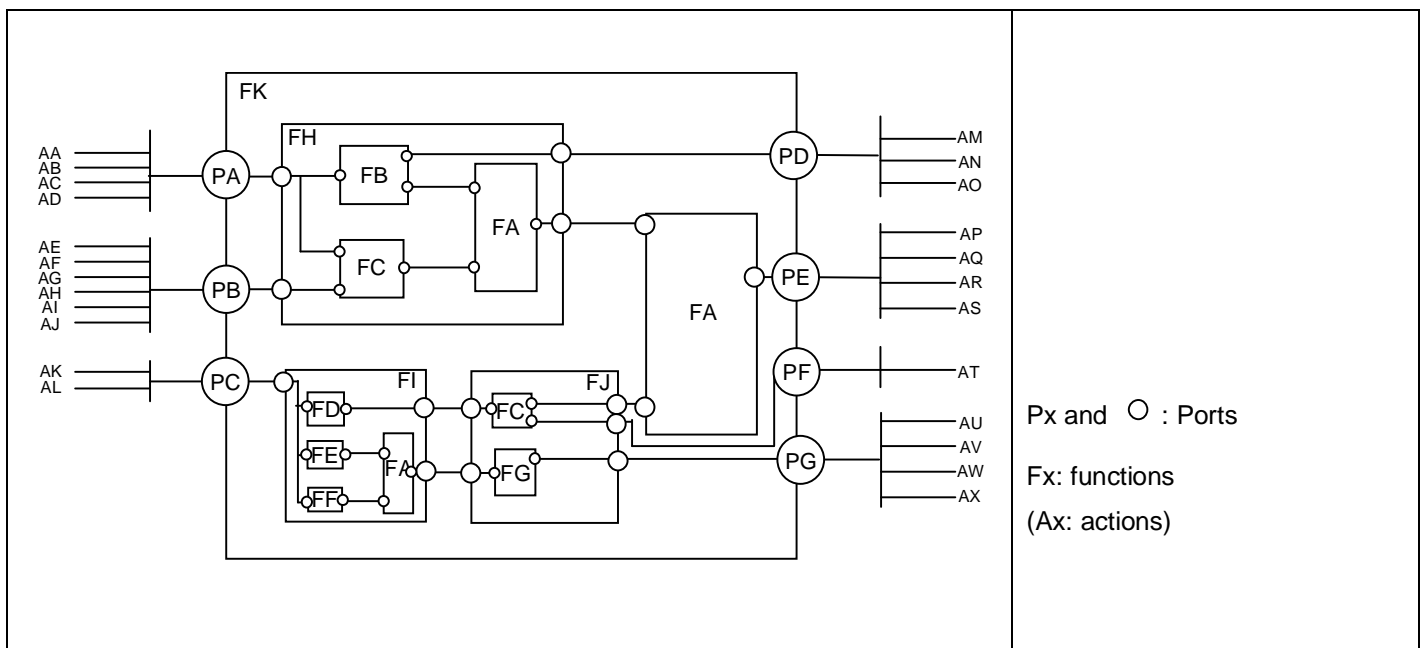 FK
FH
AA
AB
AC
AD
PA
FB
FA
PD
AM
AN
AO
AE
AF
AG
AH
AI
AJ
PB
FC
FA
PE
AP
AQ
AR
AS
AK
AL
PC
FI
FD
FE
FF
FA
FJ
FC
FG
PF
AT
PG
AU
AV
AW
AX
Px and : Ports
Fx: functions
(Ax: actions)